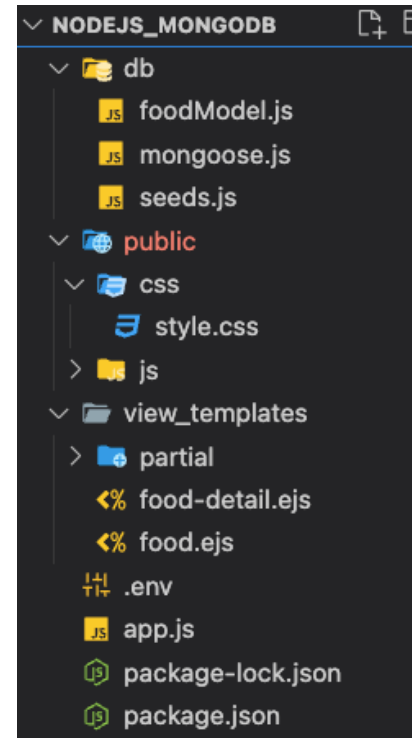 NODEJS_MONGODB
db
foodModel.js
mongoose.js
seeds.js
public
css
style.css
js
view_templates
partial
food-detail.ejs
food.ejs
.env
app.js
package-lock.json
package.json